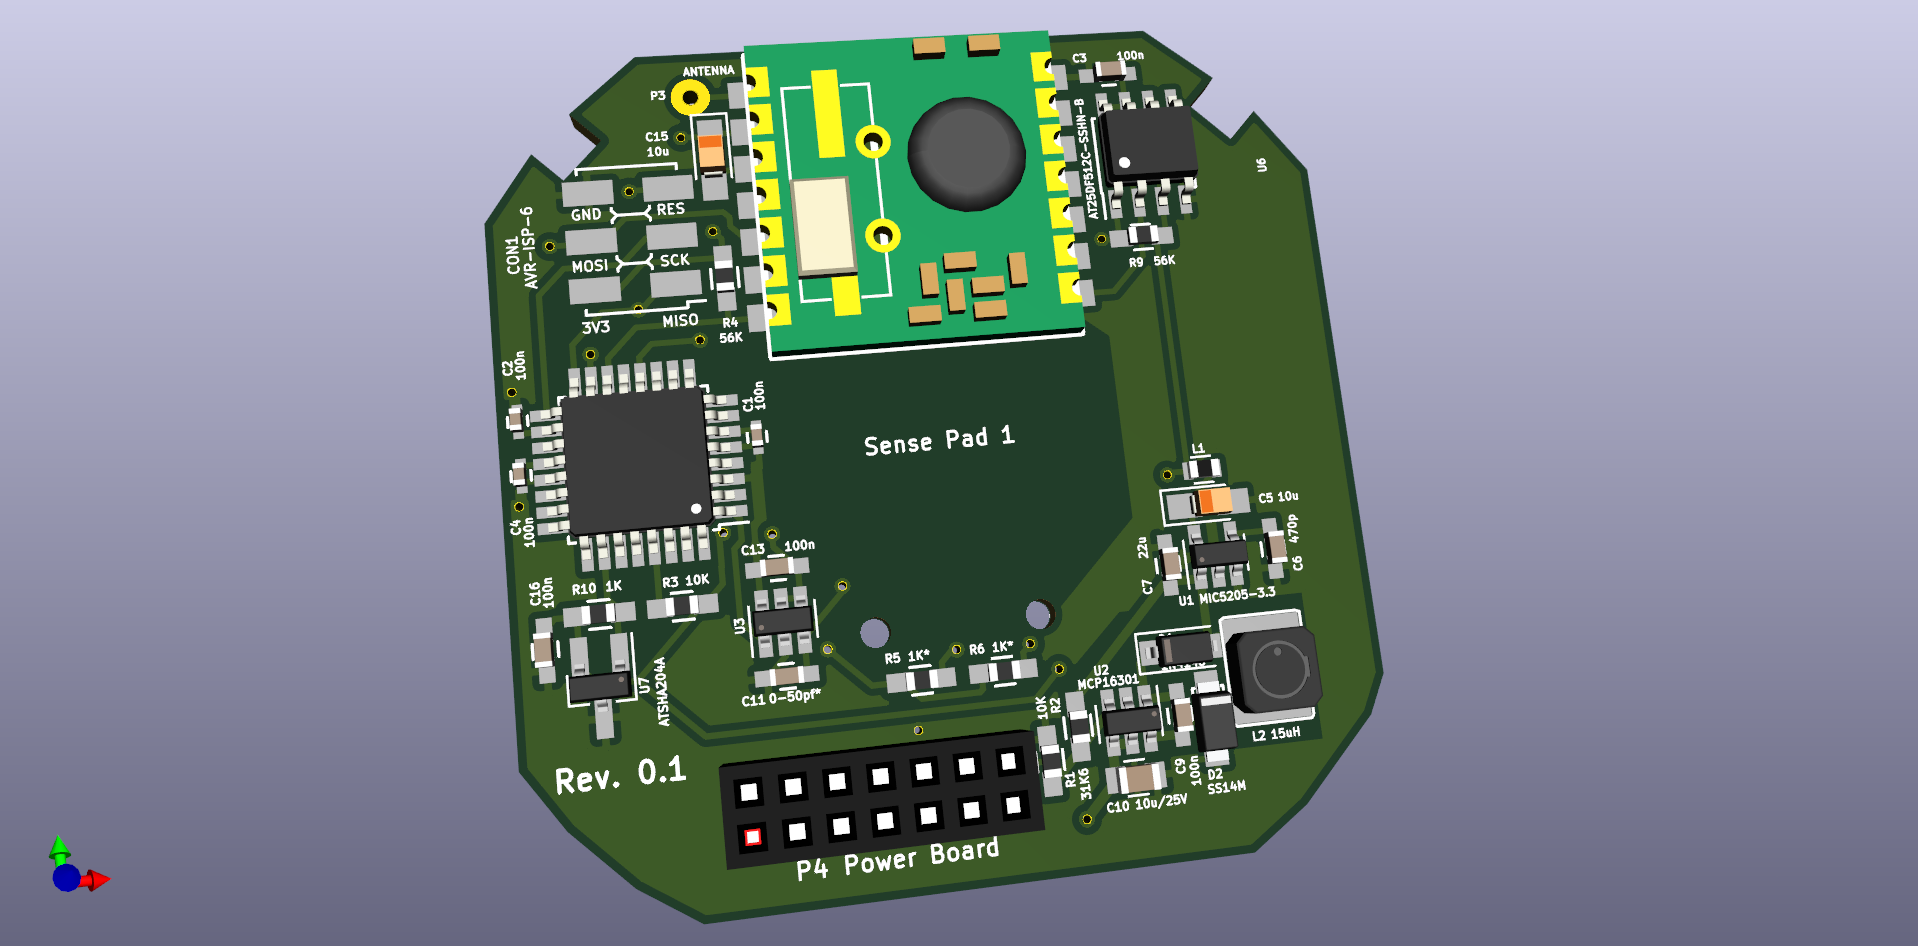 ANTENNA
P3
C3
100n
C15
10u
AT25DF512C-SSHN-B
U6
GND
RES
CON1
AVR-ISP-6
MOSI
SCK
R9 56K
3V3
MISO
R4
56K
C2
100n
C1
100n
Sense Pad 1
L1
C5 10u
C4
100n
C13 100n
22u
470p
C7
C6
U1 MIC5205-3.3
C16
100n
R10 1K
R3 10K
U3
R5 1K*
R6 1K*
U2
MCP16301
U7
ATSHA204A
C11 0-50pf*
10K
R2
L2 15uH
Rev. 0.1
R1
31K6
C9
100n
D2
SS14M
C10 10u/25V
P4 Power Board